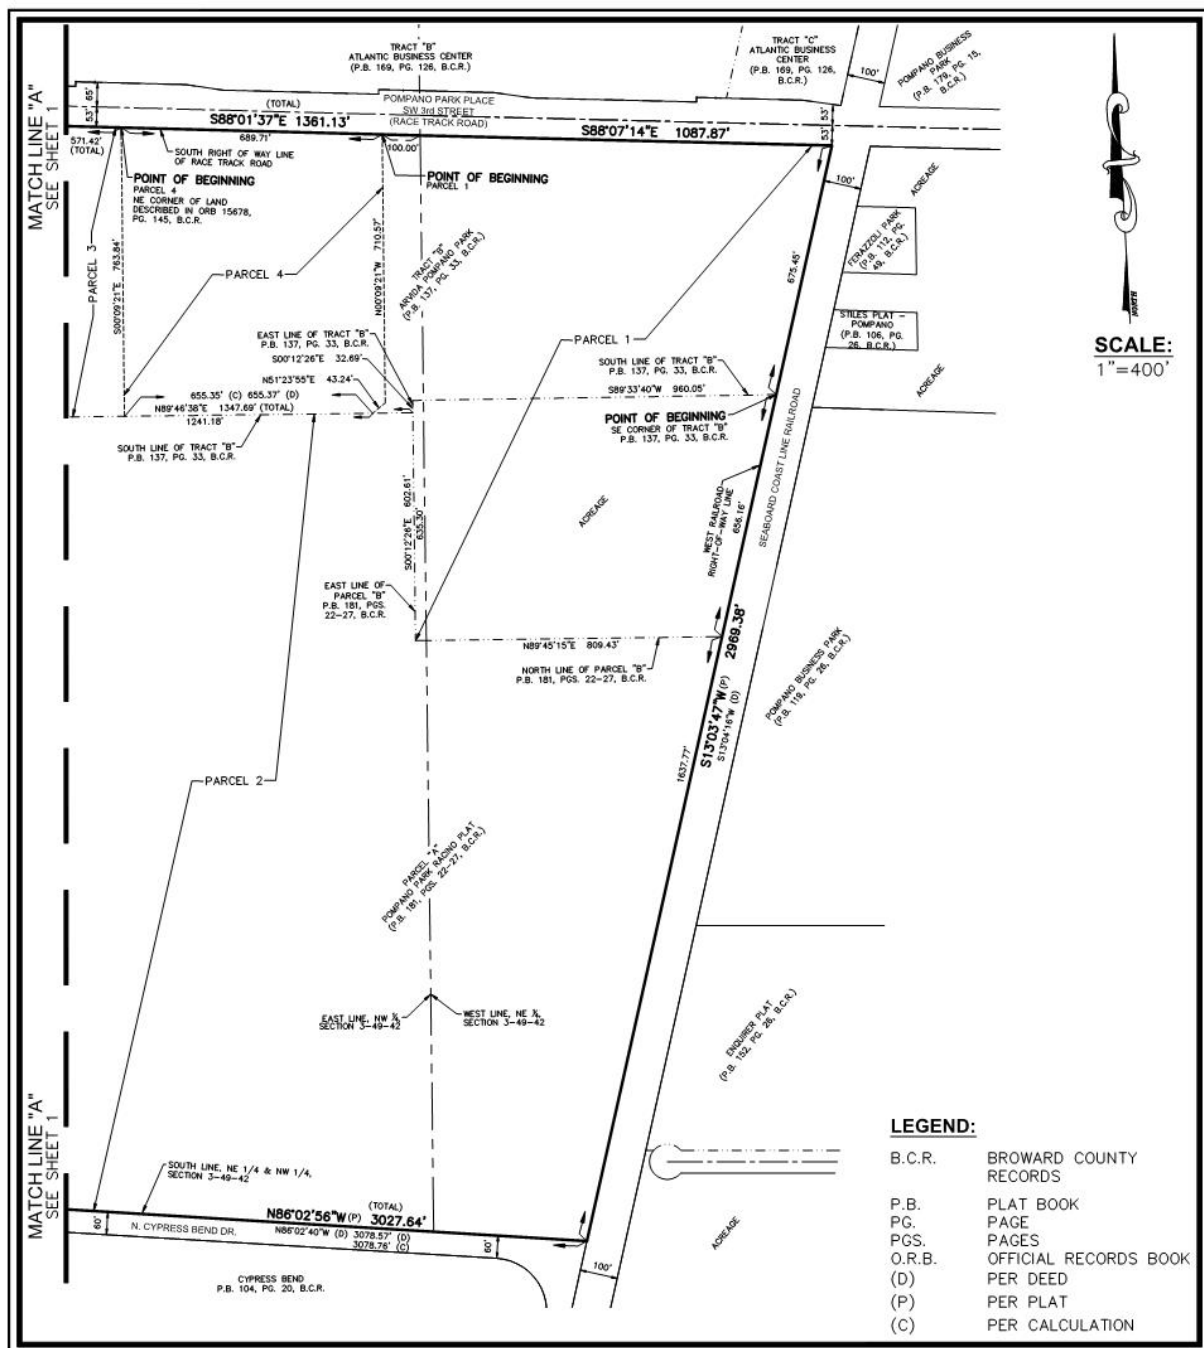 TRACT "B"
ATLANTIC BUSINESS CENTER
(P.B. 169, PG. 126, B.C.R.)
TRACT "C"
ATLANTIC BUSINESS
CENTER
(P.B. 169, PG. 126,
B.C.R.)
100'
POMPANO BUSINESS
PARK
(P.B. 179, PG. 15,
B.C.R.)
MATCH LINE "A"
SEE SHEET 1
53' 65'
(TOTAL)
S88°01'37"E 1361.13'
POMPANO PARK PLACE
SW 3rd STREET
(RACE TRACK ROAD)
S88°07'14"E 1087.87'
53' 53'
571.42'
(TOTAL)
689.71'
100.00'
SOUTH RIGHT OF WAY LINE
OF RACE TRACK ROAD
POINT OF BEGINNING
PARCEL 4
NE CORNER OF LAND
DESCRIBED IN ORB 15678,
PG. 145, B.C.R.
POINT OF BEGINNING
PARCEL 1
100'
ACREAGE
PARCEL 3
S00°09'21"E 763.84'
PARCEL 4
N00°09'21"W 710.57'
TRACT "B"
ARVIDA POMPANO PARK
(P.B. 137, PG. 33, B.C.R.)
675.45'
FERAZZOLI PARK
(P.B. 112, PG.
49, B.C.R.)
STILES PLAT -
POMPANO
(P.B. 106, PG.
26, B.C.R.)
ACREAGE
SCALE:
1"=400'
EAST LINE OF TRACT "B"
P.B. 137, PG. 33, B.C.R.
S00°12'26"E 32.69'
N51°23'55"E 43.24'
PARCEL 1
SOUTH LINE OF TRACT "B"
P.B. 137, PG. 33, B.C.R.
S89°33'40"W 960.05'
655.35' (C) 655.37' (D)
N89°46'38"E 1347.69' (TOTAL)
1241.18'
SOUTH LINE OF TRACT "B"
P.B. 137, PG. 33, B.C.R.
POINT OF BEGINNING
SE CORNER OF TRACT "B"
P.B. 137, PG. 33, B.C.R.
S00°12'26"E 602.61'
635.30'
ACREAGE
WEST RAILROAD
RIGHT-OF-WAY LINE
656.16'
SEABOARD COAST LINE RAILROAD
EAST LINE OF
PARCEL "B"
P.B. 181, PGS.
22-27, B.C.R.
N89°45'15"E 809.43'
NORTH LINE OF PARCEL "B"
P.B. 181, PGS. 22-27, B.C.R.
S13°03'47"W (P) 2969.38'
S13°04'16"W (D)
1637.77'
POMPANO BUSINESS PARK
(P.B. 119, PG. 26, B.C.R.)
PARCEL 2
PARCEL "A"
POMPANO PARK RACINO PLAT
(P.B. 181, PGS. 22-27, B.C.R.)
EAST LINE, NW ¼
SECTION 3-49-42
WEST LINE, NE ¼
SECTION 3-49-42
ENQUIRER PLAT
(P.B. 152, PG. 26, B.C.R.)
MATCH LINE "A"
SEE SHEET 1
SOUTH LINE, NE 1/4 & NW 1/4,
SECTION 3-49-42
(TOTAL)
N86°02'56"W (P) 3027.64'
N86°02'40"W (D) 3078.57' (D)
3078.76' (C)
60'
N. CYPRESS BEND DR.
60'
CYPRESS BEND
P.B. 104, PG. 20, B.C.R.
100'
ACREAGE
LEGEND:
B.C.R. BROWARD COUNTY
RECORDS
P.B. PLAT BOOK
PG. PAGE
PGS. PAGES
O.R.B. OFFICIAL RECORDS BOOK
(D) PER DEED
(P) PER PLAT
(C) PER CALCULATION